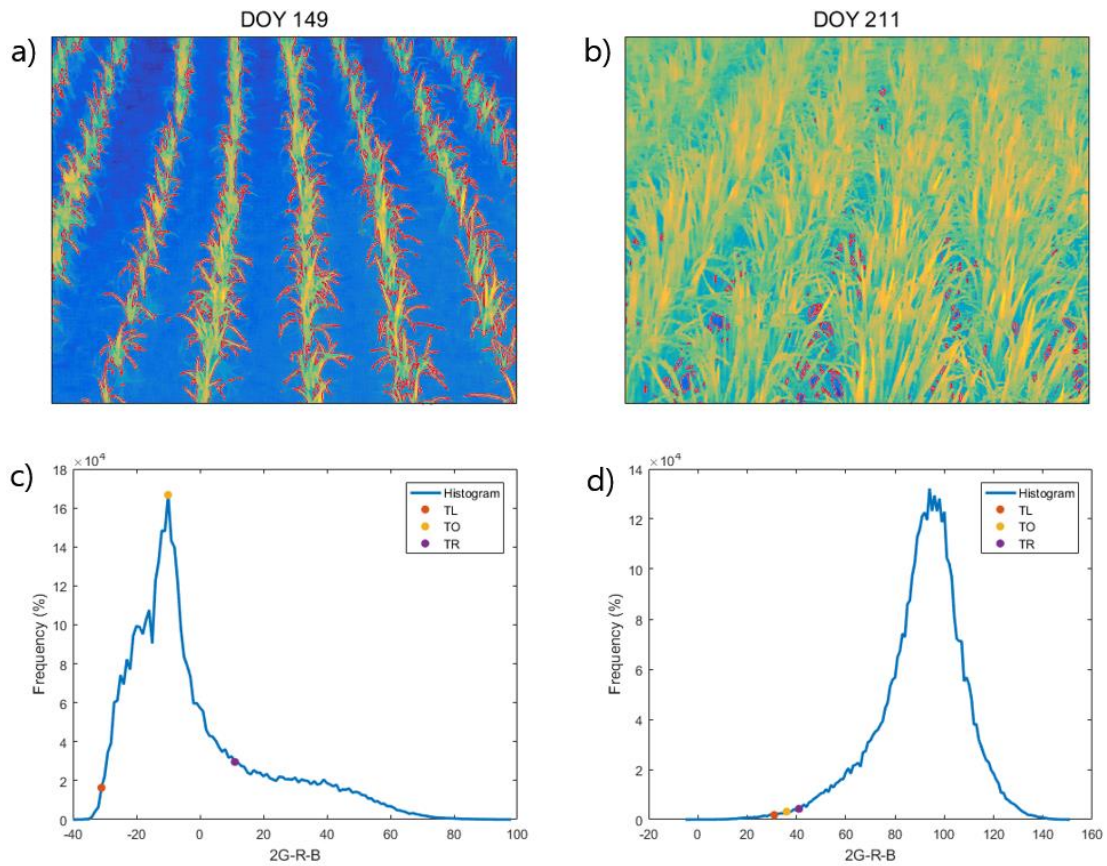 DOY 149
DOY 211
a)
b)
c)
×10⁴
18
16
14
12
10
8
6
4
2
0
Frequency (%)
-40
-20
0
20
40
60
80
100
2G-R-B
Histogram
TL
TO
TR
d)
×10⁴
14
12
10
8
6
4
2
0
Frequency (%)
-20
0
20
40
60
80
100
120
140
160
2G-R-B
Histogram
TL
TO
TR